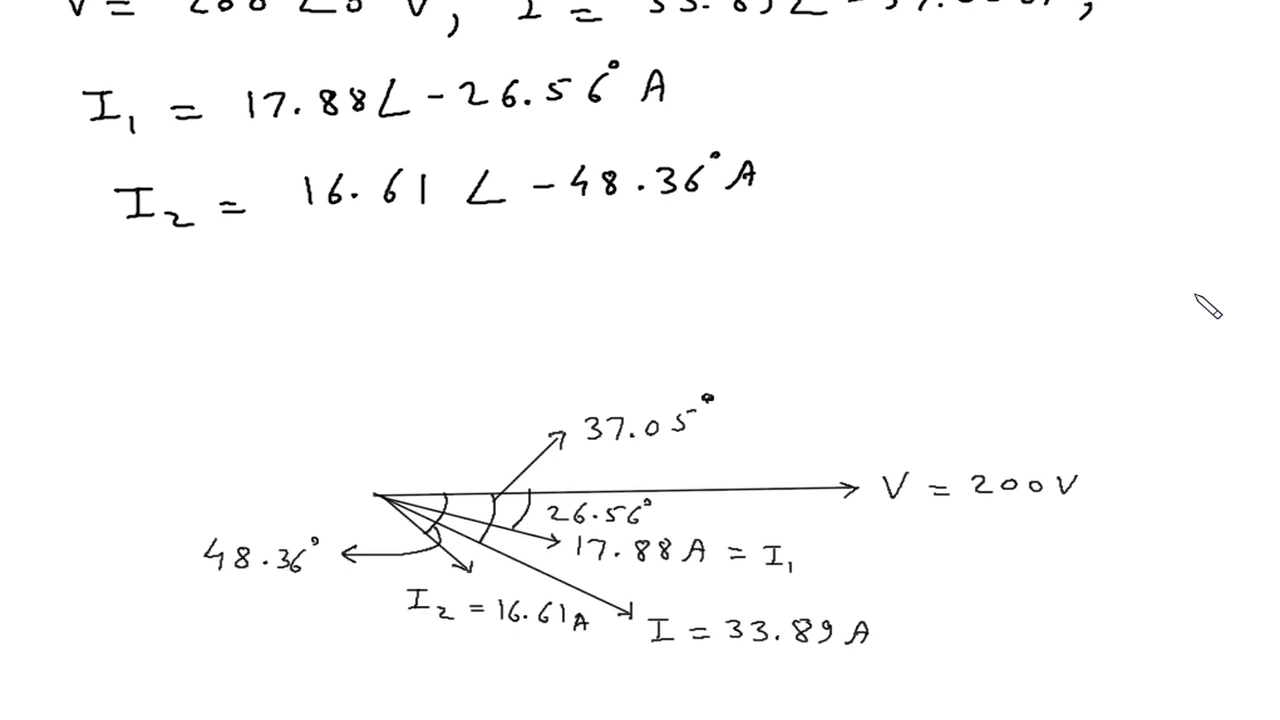 I₁ = 17.88∠-26.56° A
I₂ = 16.61 ∠ -48.36° A
37.05°
V = 200V
26.56°
17.88 A = I₁
48.36°
I₂ = 16.61A
I = 33.89 A